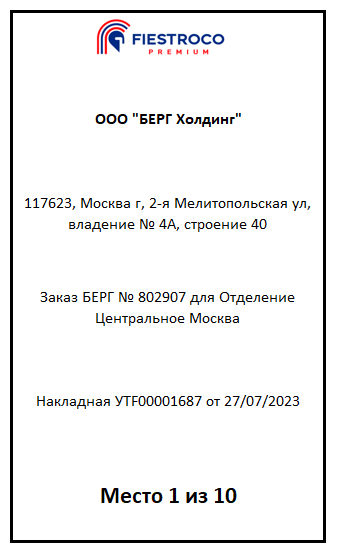 FIESTROCO
PREMIUM
ООО "БЕРГ Холдинг"
117623, Москва г, 2-я Мелитопольская ул,
владение № 4А, строение 40
Заказ БЕРГ № 802907 для Отделение
Центральное Москва
Накладная УТF00001687 от 27/07/2023
Место 1 из 10